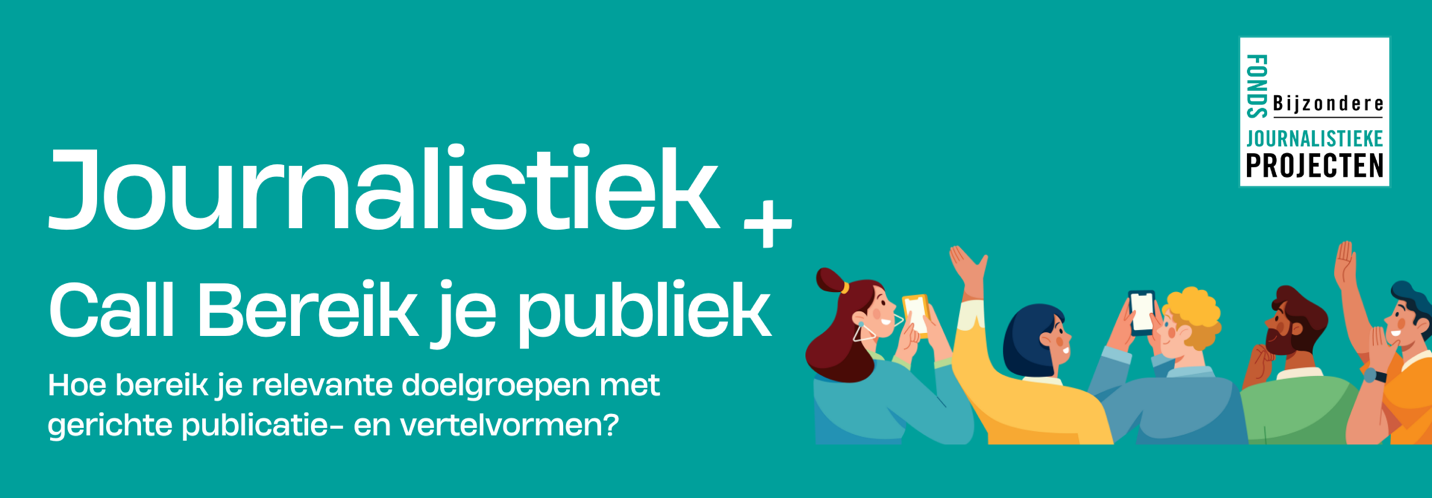 Journalistiek +
Call Bereik je publiek
Hoe bereik je relevante doelgroepen met
gerichte publicatie- en vertelvormen?
FONDS
Bijzondere
JOURNALISTIEKE
PROJECTEN